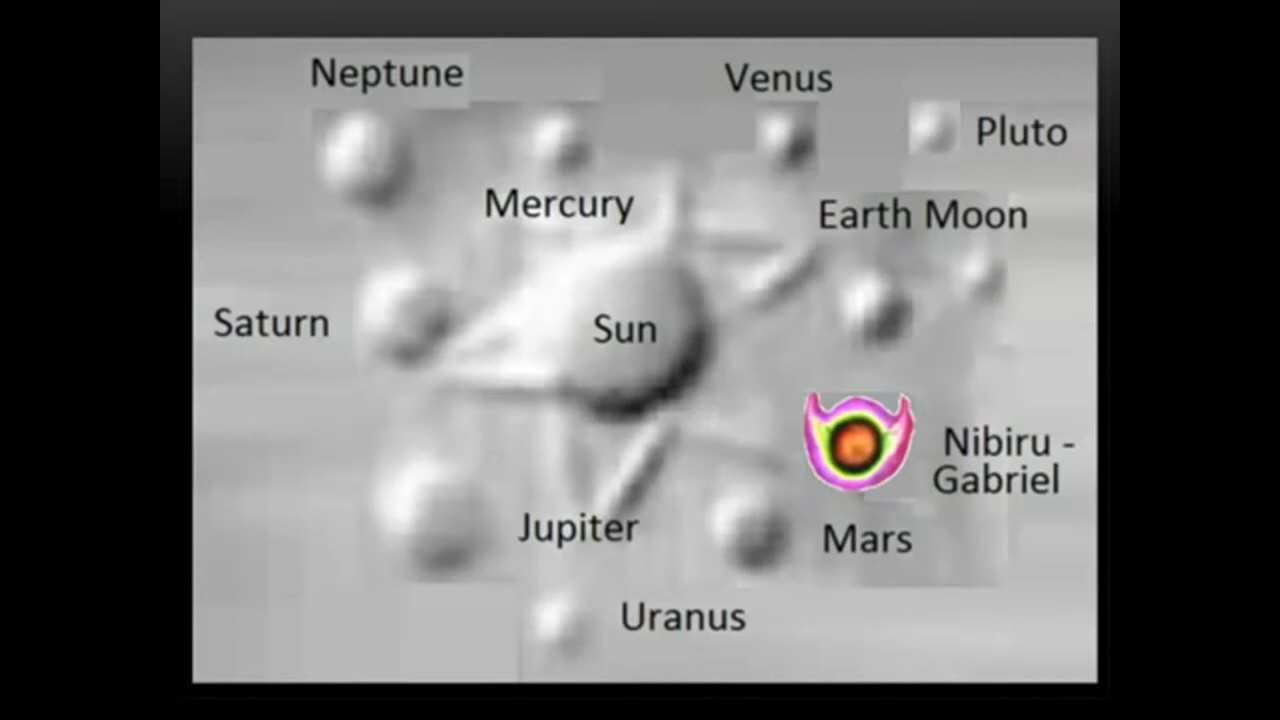 Neptune
Venus
Pluto
Mercury
Earth Moon
Saturn
Sun
Nibiru -
Gabriel
Jupiter
Mars
Uranus